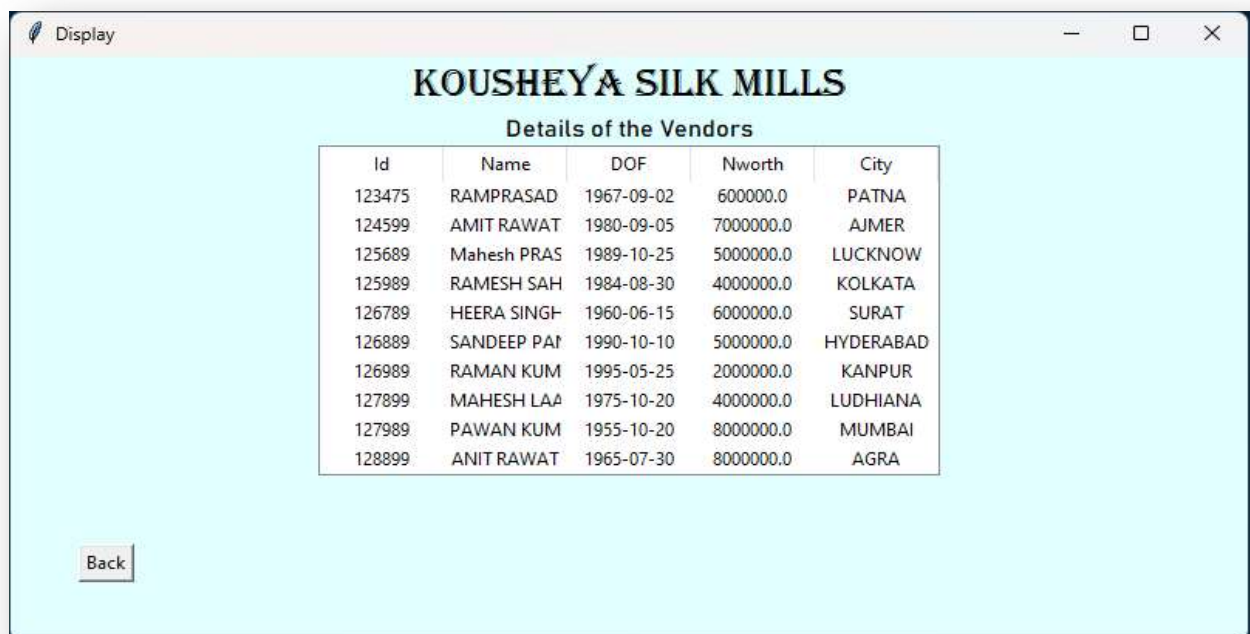 Display
KOUSHEYA SILK MILLS
Details of the Vendors
Id Name DOF Nworth City
123475 RAMPRASAD 1967-09-02 600000.0 PATNA
124599 AMIT RAWAT 1980-09-05 7000000.0 AJMER
125689 Mahesh PRAS 1989-10-25 5000000.0 LUCKNOW
125989 RAMESH SAH 1984-08-30 4000000.0 KOLKATA
126789 HEERA SINGH 1960-06-15 6000000.0 SURAT
126889 SANDEEP PAN 1990-10-10 5000000.0 HYDERABAD
126989 RAMAN KUM 1995-05-25 2000000.0 KANPUR
127899 MAHESH LAA 1975-10-20 4000000.0 LUDHIANA
127989 PAWAN KUM 1955-10-20 8000000.0 MUMBAI
128899 ANIT RAWAT 1965-07-30 8000000.0 AGRA
Back